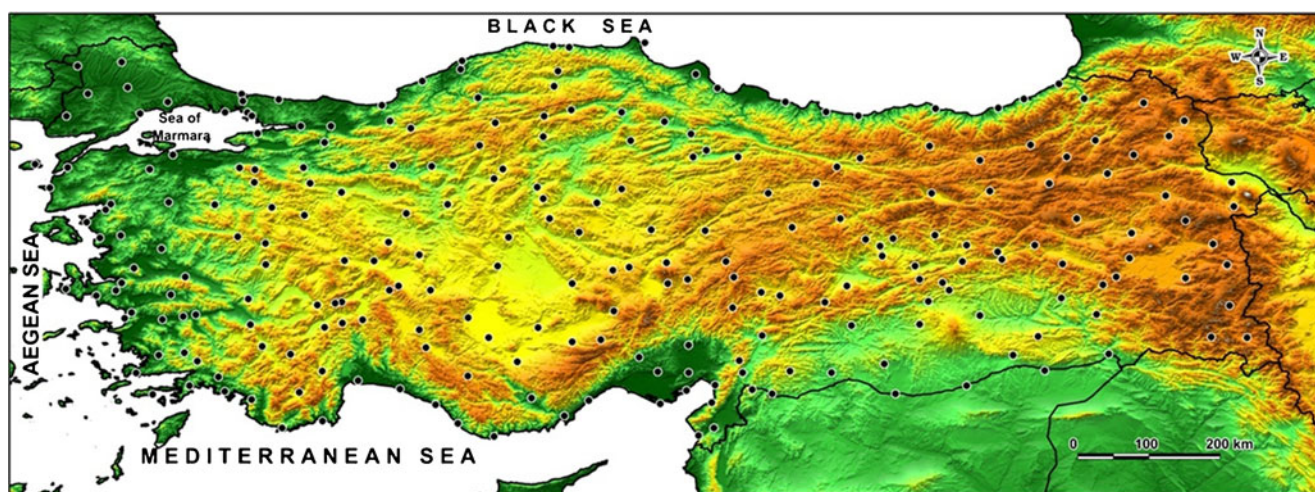 BLACK SEA
N
W E
S
Sea of
Marmara
AEGEAN SEA
MEDITERRANEAN SEA
0 100 200 km